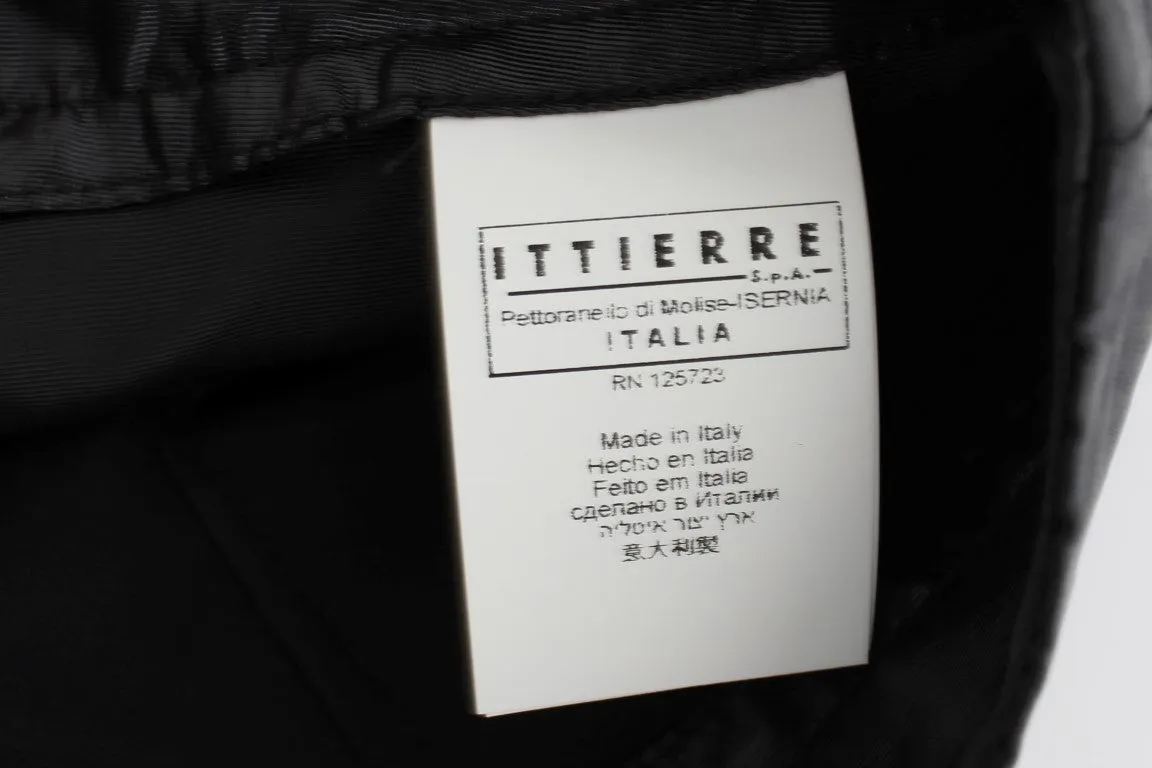 ITTIERRE
S.p.A.
Pettoranello di Molise-ISERNIA
ITALIA
RN 125723
Made in Italy
Hecho en Italia
Feito em Italia
сделано в Италии
ארץ יצור איטליה
意大利製